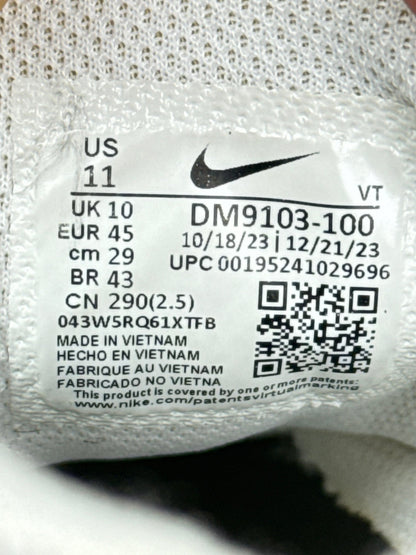 US
11
VT
UK 10
EUR 45
cm 29
BR 43
CN 290(2.5)
DM9103-100
10/18/23 | 12/21/23
UPC 00195241029696
043W5RQ61XTFB
MADE IN VIETNAM
HECHO EN VIETNAM
FABRIQUE AU VIETNAM
FABRICADO NO VIETNA
This product is covered by one or more patents:
www.nike.com/patentsvirtualmarking